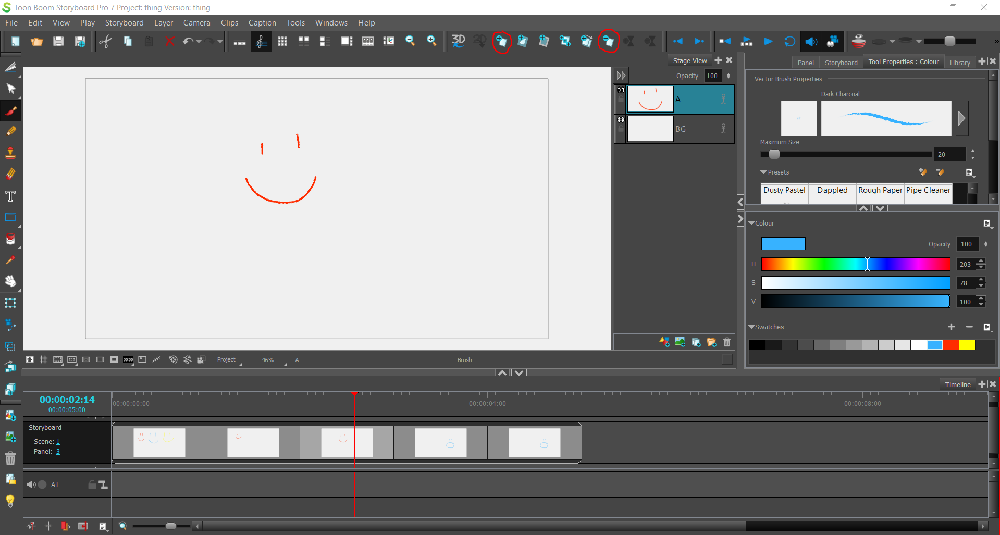 Toon Boom Storyboard Pro 7 Project: thing Version: thing
File Edit View Play Storyboard Layer Camera Clips Caption Tools Windows Help
3D 2D
Stage View
Opacity 100
A
BG
Panel Storyboard Tool Properties : Colour Library
Vector Brush Properties
Dark Charcoal
Maximum Size
20
Presets
Dusty Pastel Dappled Rough Paper Pipe Cleaner
Colour
Opacity 100
H 203
S 78
V 100
Swatches
00:00 Project 46% A Brush
Timeline
00:00:02:14
00:00:05:00
00:00:00:00 00:00:04:00 00:00:08:00
Storyboard
Scene: 1
Panel: 3
A1